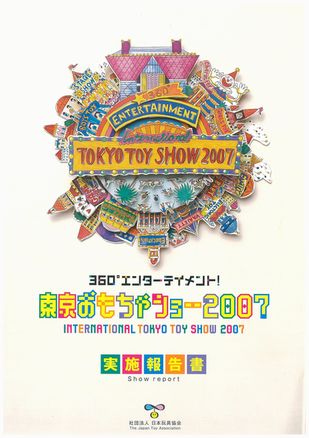 360°
ENTERTAINMENT
International
TOKYO TOY SHOW 2007
360°エンターテイメント!
東京おもちゃショー2007
INTERNATIONAL TOKYO TOY SHOW 2007
実施報告書
Show report
社団法人 日本玩具協会
The Japan Toy Association